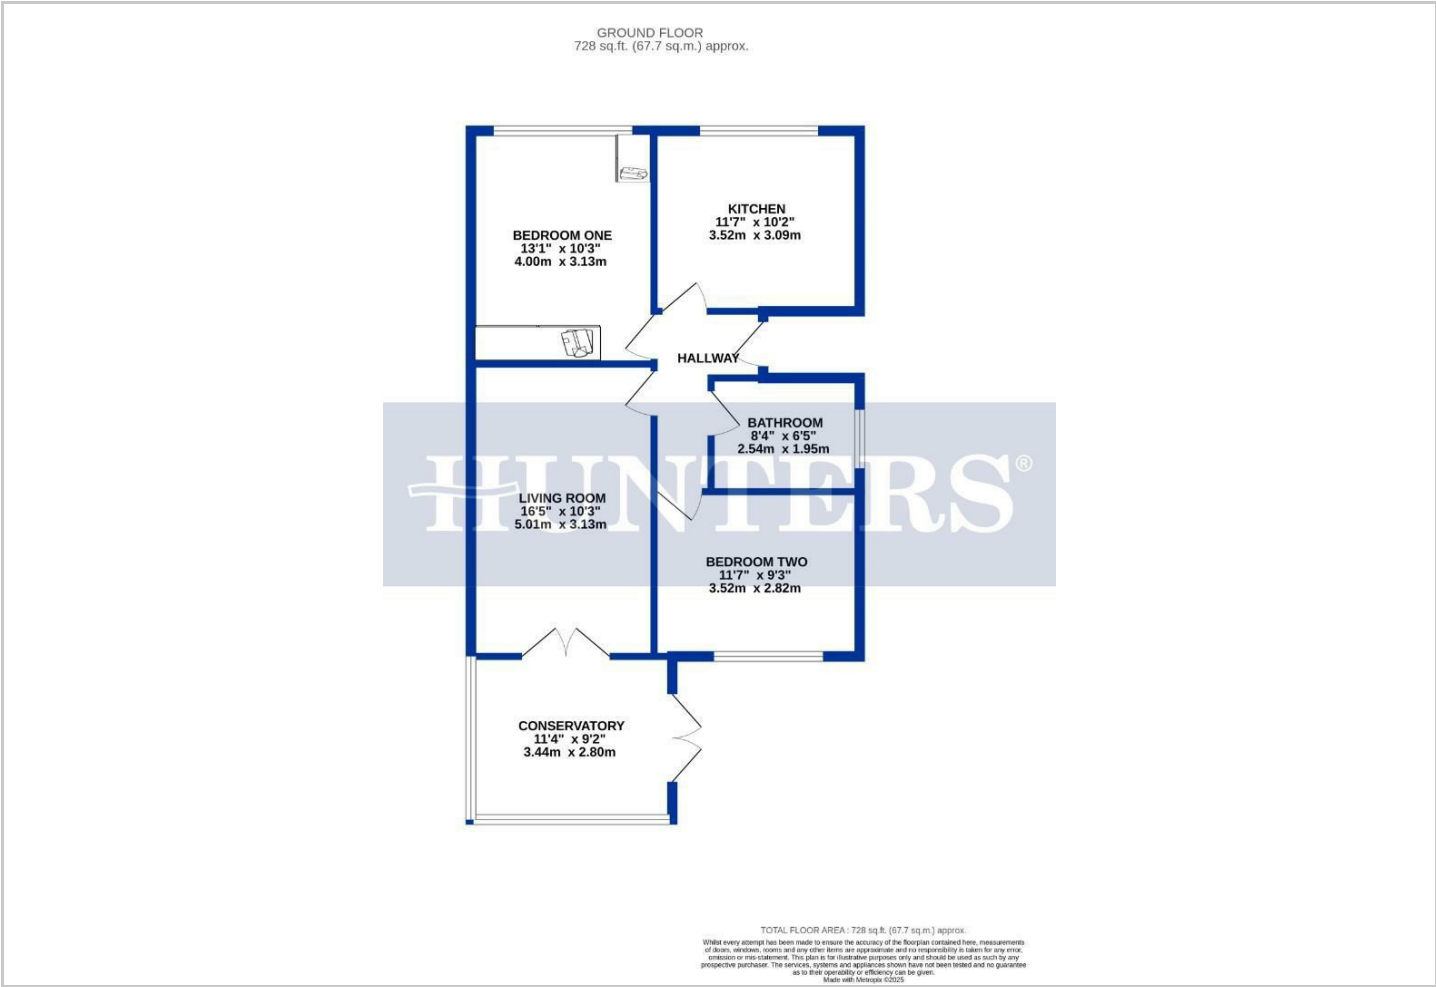 GROUND FLOOR
728 sq.ft. (67.7 sq.m.) approx.
KITCHEN
11'7" x 10'2"
3.52m x 3.09m
BEDROOM ONE
13'1" x 10'3"
4.00m x 3.13m
HALLWAY
BATHROOM
8'4" x 6'5"
2.54m x 1.95m
HUNTERS®
LIVING ROOM
16'5" x 10'3"
5.01m x 3.13m
BEDROOM TWO
11'7" x 9'3"
3.52m x 2.82m
CONSERVATORY
11'4" x 9'2"
3.44m x 2.80m
TOTAL FLOOR AREA : 728 sq.ft. (67.7 sq.m.) approx.
Whilst every attempt has been made to ensure the accuracy of the floorplan contained here, measurements
of doors, windows, rooms and any other items are approximate and no responsibility is taken for any error,
omission or mis-statement. This plan is for illustrative purposes only and should be used as such by any
prospective purchaser. The services, systems and appliances shown have not been tested and no guarantee
as to their operability or efficiency can be given.
Made with Metropix ©2025